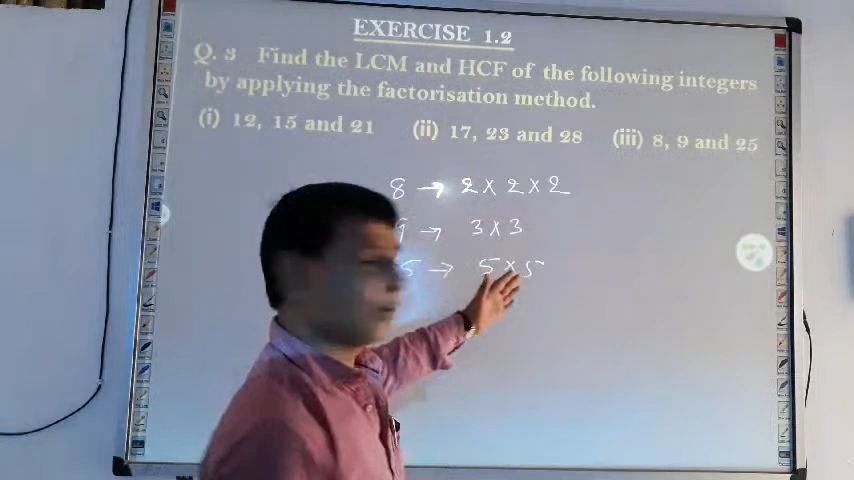 EXERCISE 1.2
Q. 3 Find the LCM and HCF of the following integers
by applying the factorisation method.
(i) 12, 15 and 21 (ii) 17, 23 and 28 (iii) 8, 9 and 25
8 → 2 × 2 × 2
9 → 3 × 3
5 → 5 × 5